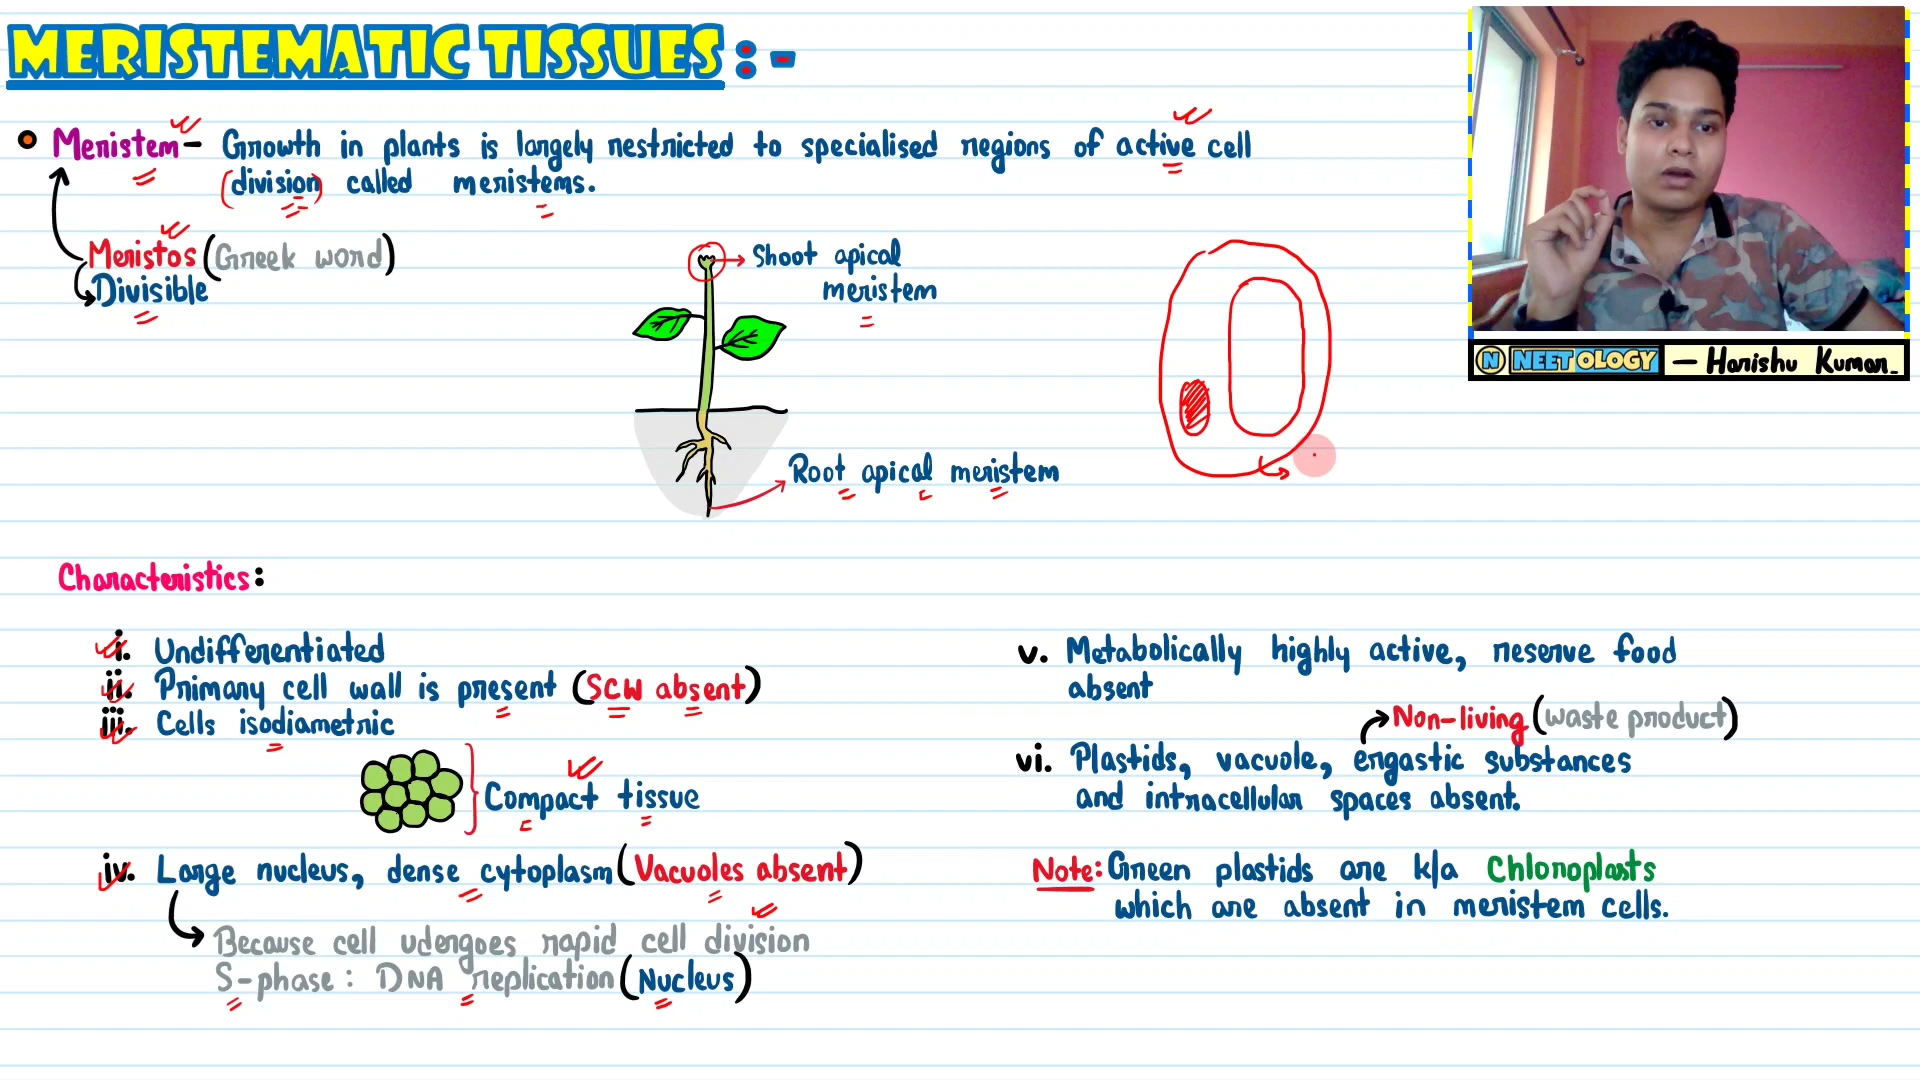 MERISTEMATIC TISSUES :-
• Meristem - Growth in plants is largely restricted to specialised regions of active cell
(division) called meristems.
Meristos (Greek word)
Divisible
Shoot apical
meristem
Root apical meristem
N NEETOLOGY - Harishu Kumar_
Characteristics:
i. Undifferentiated
ii. Primary cell wall is present (SCW absent)
iii. Cells isodiametric
Compact tissue
iv. Large nucleus, dense cytoplasm (Vacuoles absent)
Because cell udergoes rapid cell division
S-phase : DNA replication (Nucleus)
v. Metabolically highly active, reserve food
absent
Non-living (waste product)
vi. Plastids, vacuole, ergastic substances
and intracellular spaces absent.
Note: Green plastids are k/a Chloroplasts
which are absent in meristem cells.